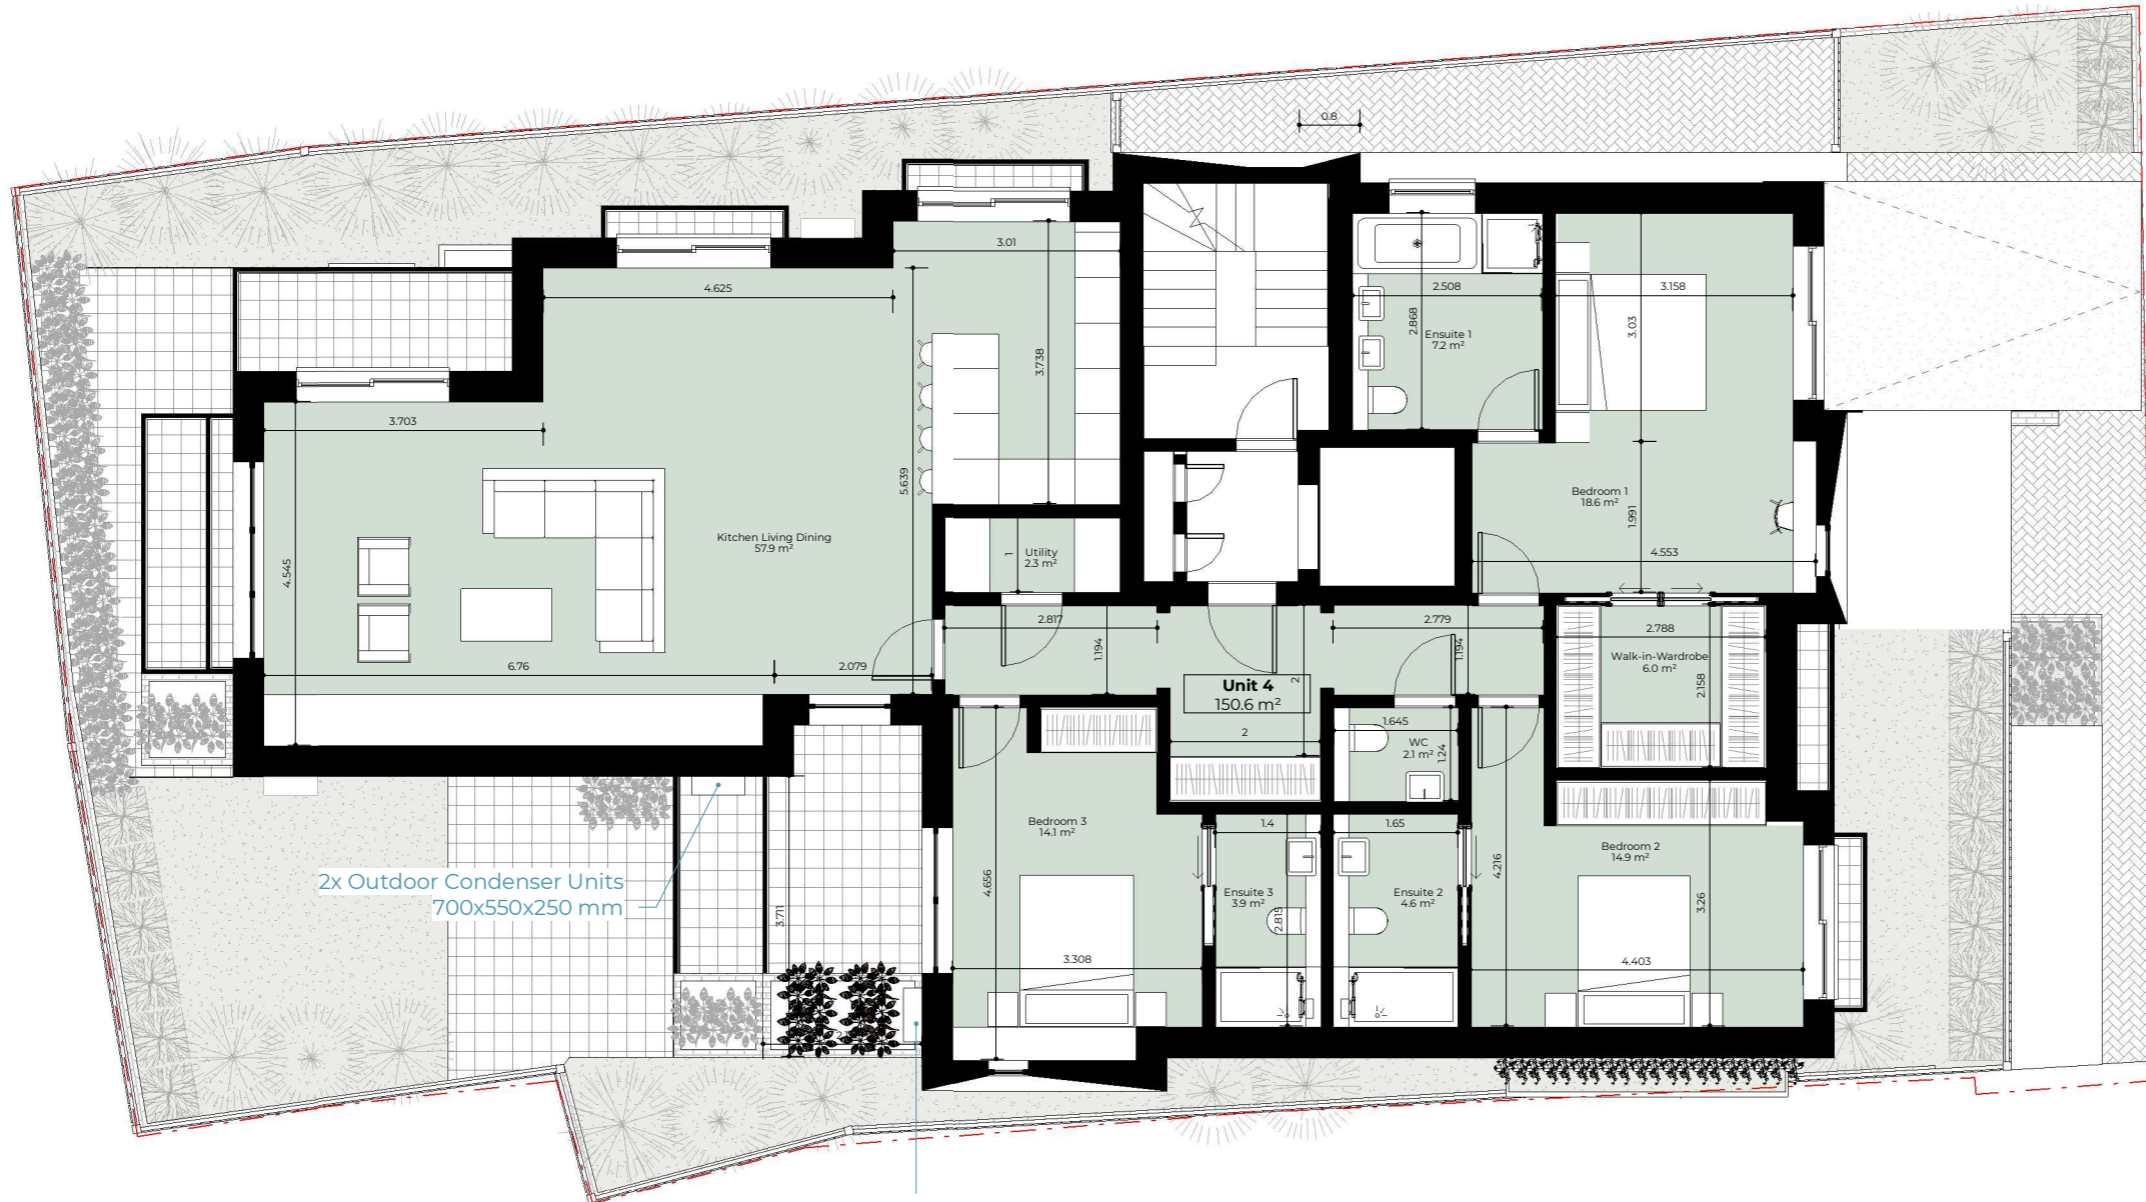 0.8
3.01
4.625
2.508
3.158
2.868
3.03
Ensuite 1
7.2 m²
3.738
3.703
5.639
Bedroom 1
18.6 m²
1.991
Kitchen Living Dining
57.9 m²
1
Utility
2.3 m²
4.553
4.545
2.817
2.779
2.788
1.194
1.194
Walk-in-Wardrobe
6.0 m²
6.76
2.079
2
Unit 4
150.6 m²
2.158
1.645
2
WC
2.1 m²
1.24
Bedroom 3
14.1 m²
1.4
1.65
Bedroom 2
14.9 m²
4.656
4.216
2x Outdoor Condenser Units
700x550x250 mm
Ensuite 3
3.9 m²
Ensuite 2
4.6 m²
3.26
3.711
2.815
3.308
4.403